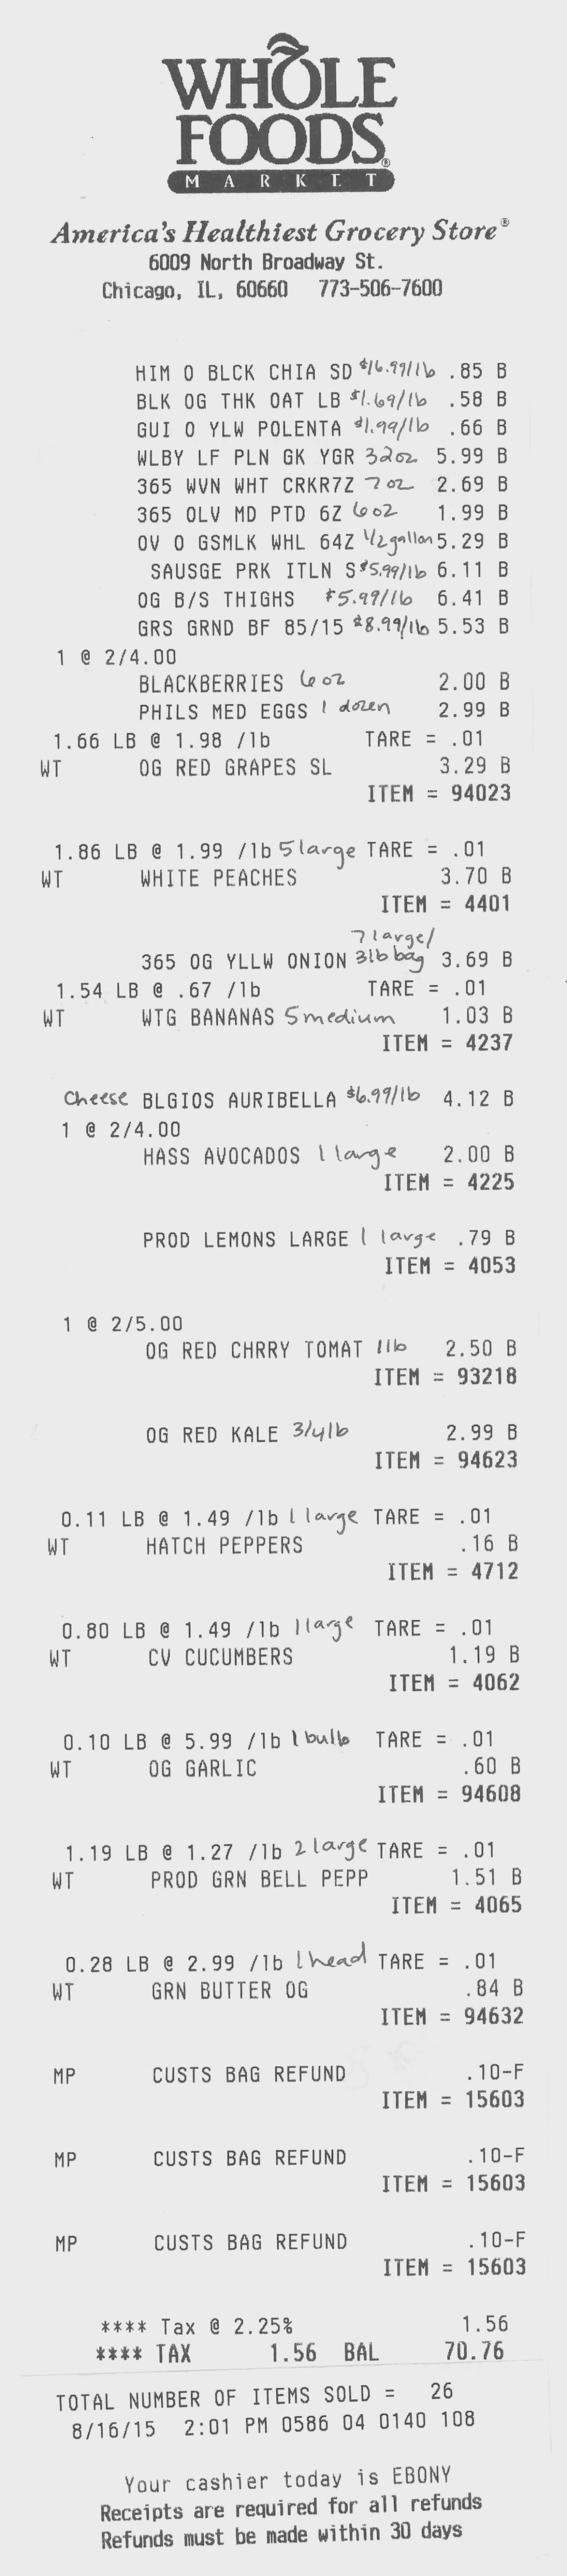 WHOLE
FOODS®
MARKET
America's Healthiest Grocery Store®
6009 North Broadway St.
Chicago, IL, 60660 773-506-7600
HIM O BLCK CHIA SD $16.99/lb .85 B
BLK OG THK OAT LB $1.69/lb .58 B
GUI O YLW POLENTA $1.99/lb .66 B
WLBY LF PLN GK YGR 32oz 5.99 B
365 WVN WHT CRKR7Z 7oz 2.69 B
365 OLV MD PTD 6Z 6oz 1.99 B
OV O GSMLK WHL 64Z 1/2gallon 5.29 B
SAUSGE PRK ITLN S $5.99/lb 6.11 B
OG B/S THIGHS $5.99/lb 6.41 B
GRS GRND BF 85/15 $8.99/lb 5.53 B
1 @ 2/4.00
BLACKBERRIES 6oz 2.00 B
PHILS MED EGGS 1 dozen 2.99 B
1.66 LB @ 1.98 /lb TARE = .01
WT OG RED GRAPES SL 3.29 B
ITEM = 94023
1.86 LB @ 1.99 /lb 5large TARE = .01
WT WHITE PEACHES 3.70 B
ITEM = 4401
7 large/
365 OG YLLW ONION 3lb bag 3.69 B
1.54 LB @ .67 /lb TARE = .01
WT WTG BANANAS 5medium 1.03 B
ITEM = 4237
Cheese BLGIOS AURIBELLA $6.99/lb 4.12 B
1 @ 2/4.00
HASS AVOCADOS 1 large 2.00 B
ITEM = 4225
PROD LEMONS LARGE 1 large .79 B
ITEM = 4053
1 @ 2/5.00
OG RED CHRRY TOMAT 1lb 2.50 B
ITEM = 93218
OG RED KALE 3/4lb 2.99 B
ITEM = 94623
0.11 LB @ 1.49 /lb 1 large TARE = .01
WT HATCH PEPPERS .16 B
ITEM = 4712
0.80 LB @ 1.49 /lb 1large TARE = .01
WT CV CUCUMBERS 1.19 B
ITEM = 4062
0.10 LB @ 5.99 /lb 1 bulb TARE = .01
WT OG GARLIC .60 B
ITEM = 94608
1.19 LB @ 1.27 /lb 2 large TARE = .01
WT PROD GRN BELL PEPP 1.51 B
ITEM = 4065
0.28 LB @ 2.99 /lb 1head TARE = .01
WT GRN BUTTER OG .84 B
ITEM = 94632
MP CUSTS BAG REFUND .10-F
ITEM = 15603
MP CUSTS BAG REFUND .10-F
ITEM = 15603
MP CUSTS BAG REFUND .10-F
ITEM = 15603
**** Tax @ 2.25% 1.56
**** TAX 1.56 BAL 70.76
TOTAL NUMBER OF ITEMS SOLD = 26
8/16/15 2:01 PM 0586 04 0140 108
Your cashier today is EBONY
Receipts are required for all refunds
Refunds must be made within 30 days